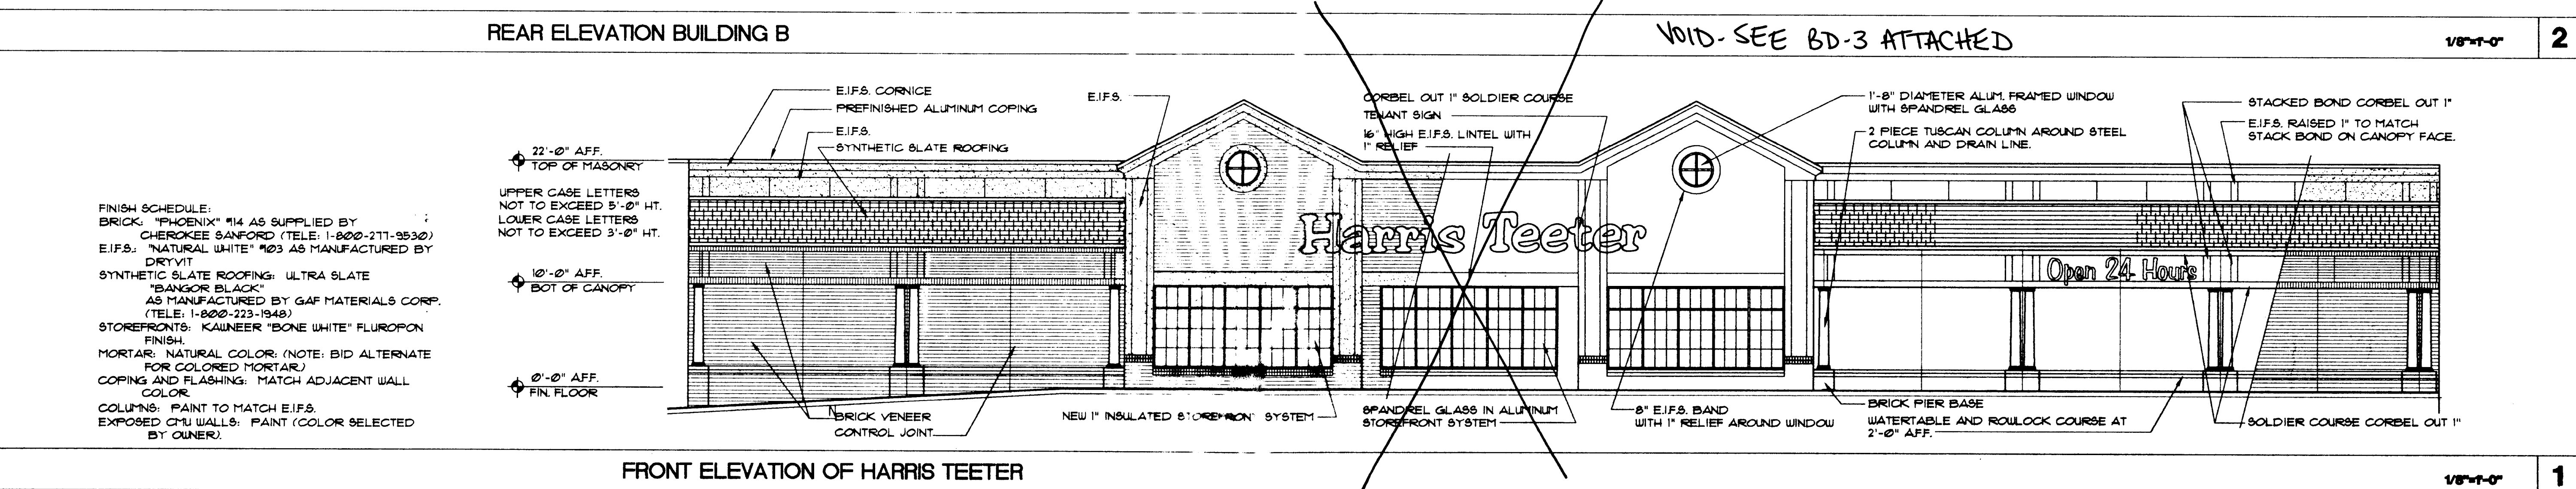 REAR ELEVATION BUILDING B
VOID- SEE BD-3 ATTACHED
1/8"=1'-0"
2
E.I.F.S. CORNICE
PREFINISHED ALUMINUM COPING
E.I.F.S.
SYNTHETIC SLATE ROOFING
E.I.F.S.
CORBEL OUT 1" SOLDIER COURSE
TENANT SIGN
16" HIGH E.I.F.S. LINTEL WITH
1" RELIEF
1'-8" DIAMETER ALUM. FRAMED WINDOW
WITH SPANDREL GLASS
2 PIECE TUSCAN COLUMN AROUND STEEL
COLUMN AND DRAIN LINE.
STACKED BOND CORBEL OUT 1"
E.I.F.S. RAISED 1" TO MATCH
STACK BOND ON CANOPY FACE.
22'-0" AFF.
TOP OF MASONRY
UPPER CASE LETTERS
NOT TO EXCEED 5'-0" HT.
LOWER CASE LETTERS
NOT TO EXCEED 3'-0" HT.
10'-0" AFF.
BOT OF CANOPY
0'-0" AFF.
FIN. FLOOR
FINISH SCHEDULE:
BRICK: "PHOENIX" #114 AS SUPPLIED BY
CHEROKEE SANFORD (TELE: 1-800-277-9530)
E.I.F.S.: "NATURAL WHITE" #103 AS MANUFACTURED BY
DRYVIT
SYNTHETIC SLATE ROOFING: ULTRA SLATE
"BANGOR BLACK"
AS MANUFACTURED BY GAF MATERIALS CORP.
(TELE: 1-800-223-1948)
STOREFRONTS: KAWNEER "BONE WHITE" FLUROPON
FINISH.
MORTAR: NATURAL COLOR: (NOTE: BID ALTERNATE
FOR COLORED MORTAR.)
COPING AND FLASHING: MATCH ADJACENT WALL
COLOR
COLUMNS: PAINT TO MATCH E.I.F.S.
EXPOSED CMU WALLS: PAINT (COLOR SELECTED
BY OWNER).
Harris Teeter
Open 24 Hours
BRICK VENEER
CONTROL JOINT
NEW 1" INSULATED STOREFRONT SYSTEM
SPANDREL GLASS IN ALUMINUM
STOREFRONT SYSTEM
8" E.I.F.S. BAND
WITH 1" RELIEF AROUND WINDOW
BRICK PIER BASE
WATERTABLE AND ROWLOCK COURSE AT
2'-0" AFF.
SOLDIER COURSE CORBEL OUT 1"
FRONT ELEVATION OF HARRIS TEETER
1/8"=1'-0"
1